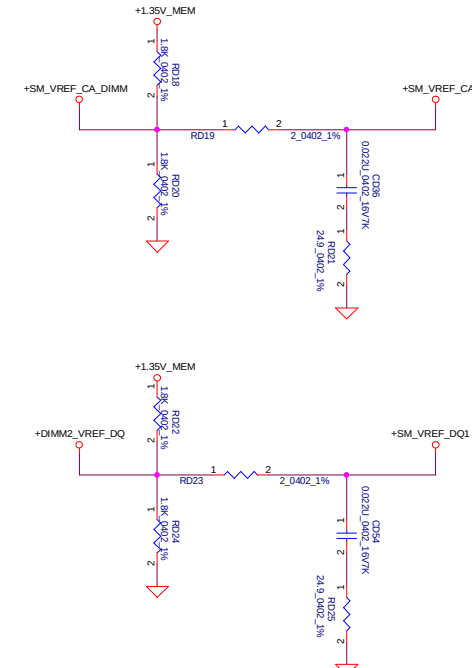 +1.35V_MEM
1
RD18
1.8K_0402_1%
2
+SM_VREF_CA_DIMM
+SM_VREF_CA
1
2
RD19
2_0402_1%
1
RD20
1.8K_0402_1%
2
1
CD36
0.022U_0402_16V7K
2
1
RD21
24.9_0402_1%
2
+1.35V_MEM
1
RD22
1.8K_0402_1%
2
+DIMM2_VREF_DQ
+SM_VREF_DQ1
1
2
RD23
2_0402_1%
1
RD24
1.8K_0402_1%
2
1
CD54
0.022U_0402_16V7K
2
1
RD25
24.9_0402_1%
2